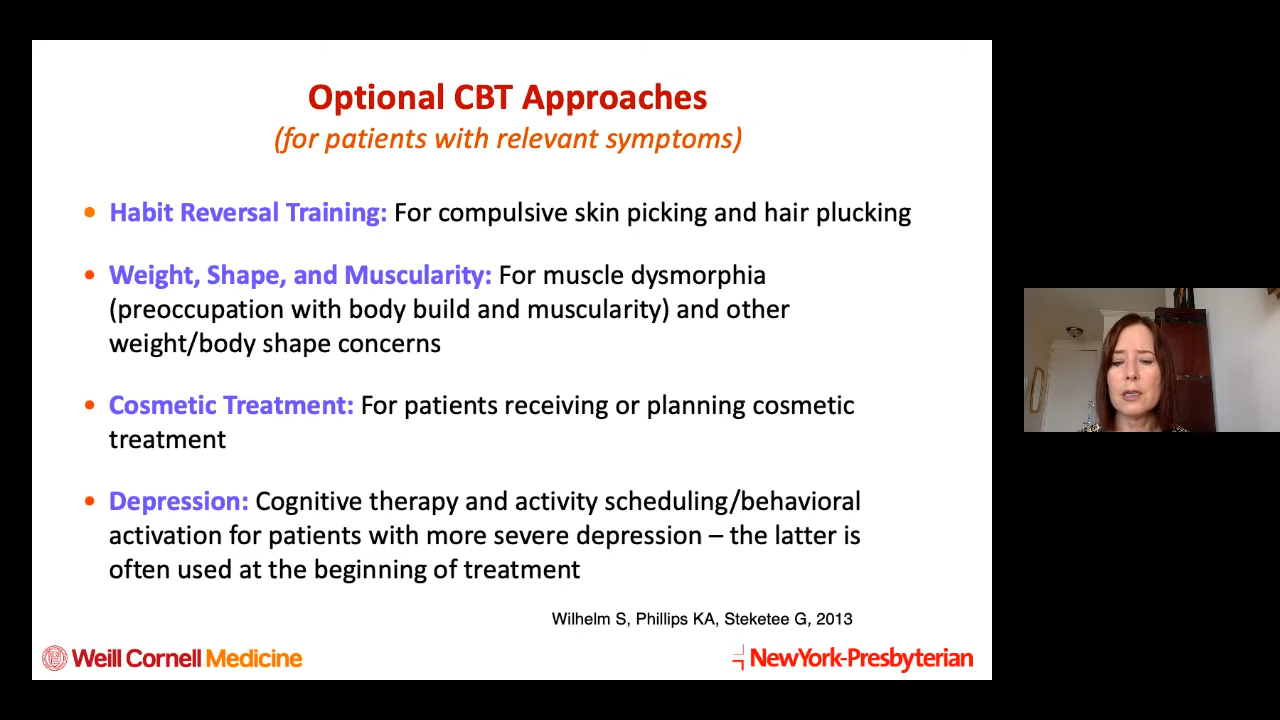 Optional CBT Approaches
(for patients with relevant symptoms)
• Habit Reversal Training: For compulsive skin picking and hair plucking
• Weight, Shape, and Muscularity: For muscle dysmorphia
(preoccupation with body build and muscularity) and other
weight/body shape concerns
• Cosmetic Treatment: For patients receiving or planning cosmetic
treatment
• Depression: Cognitive therapy and activity scheduling/behavioral
activation for patients with more severe depression – the latter is
often used at the beginning of treatment
Wilhelm S, Phillips KA, Steketee G, 2013
Weill Cornell Medicine
NewYork-Presbyterian